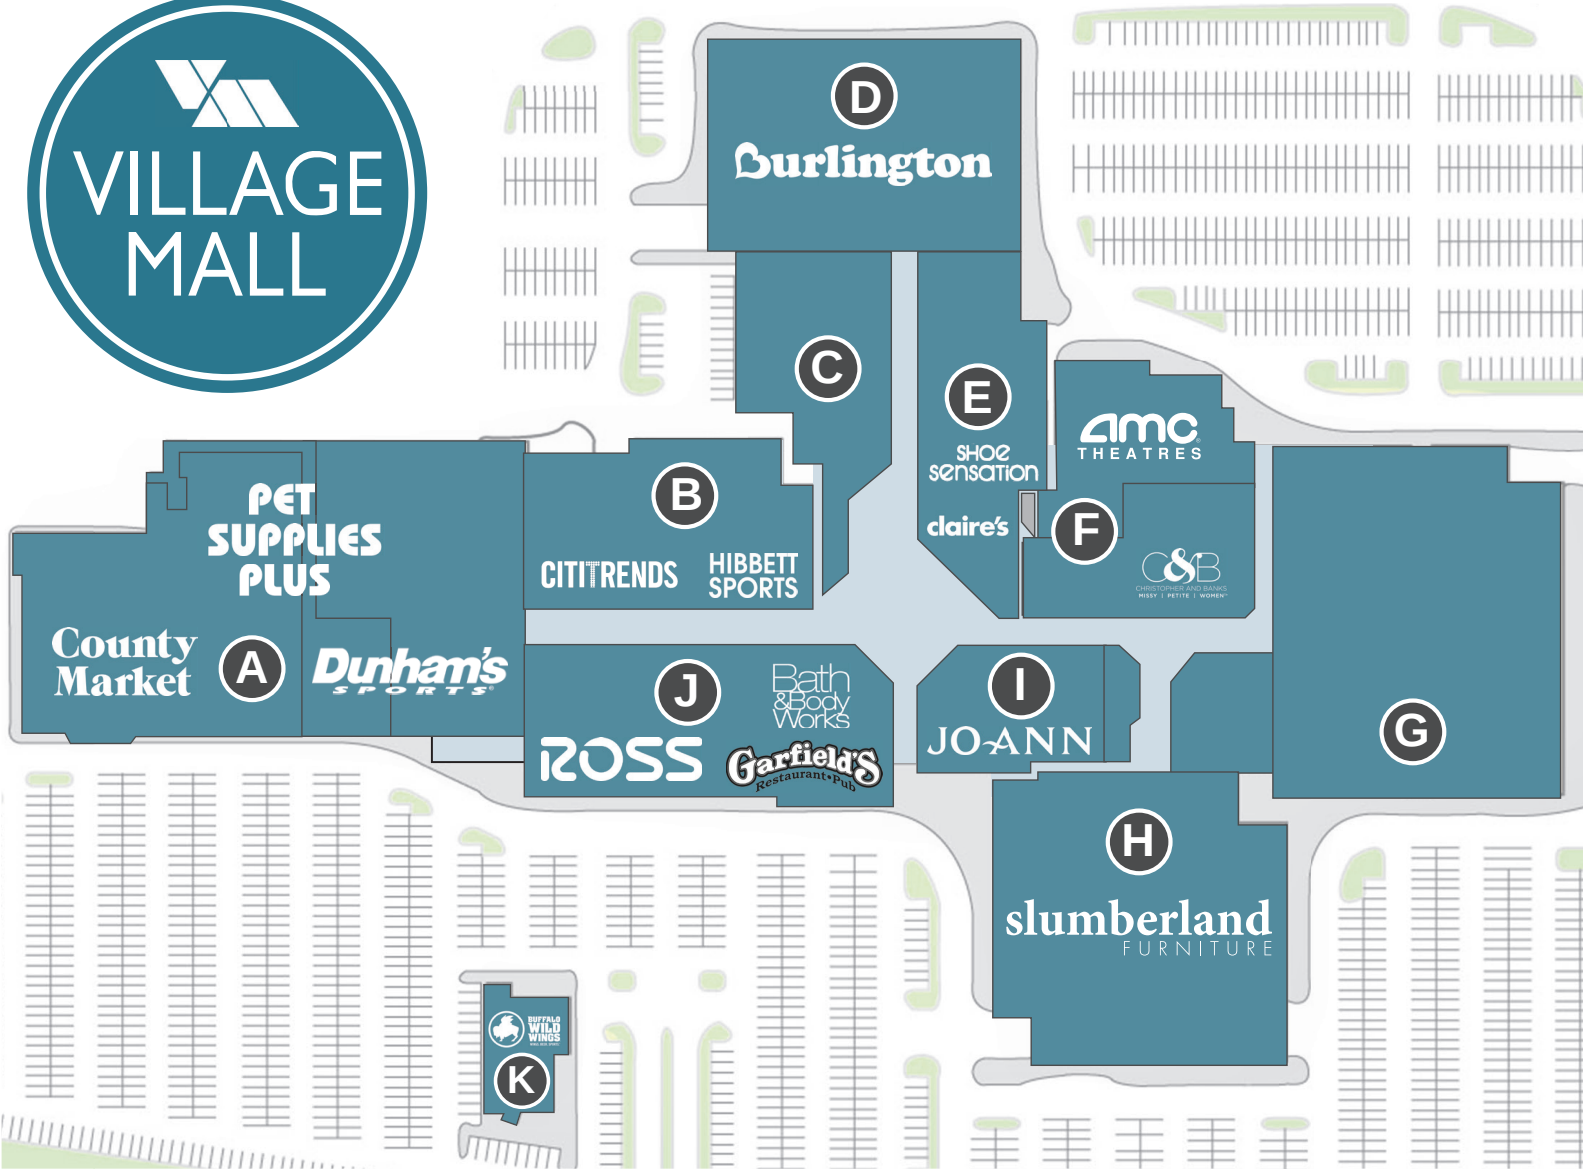 VILLAGE
MALL
D
Burlington
C
E
SHOE
SENSATION
claire's
AMC
THEATRES
F
C&B
CHRISTOPHER AND BANKS
MISSY | PETITE | WOMEN
PET
SUPPLIES
PLUS
County
Market
A
Dunham's
SPORTS
B
CITITRENDS
HIBBETT
SPORTS
J
ROSS
Bath
&Body
Works
Garfield's
Restaurant•Pub
I
JO-ANN
G
H
slumberland
FURNITURE
BUFFALO
WILD
WINGS
K